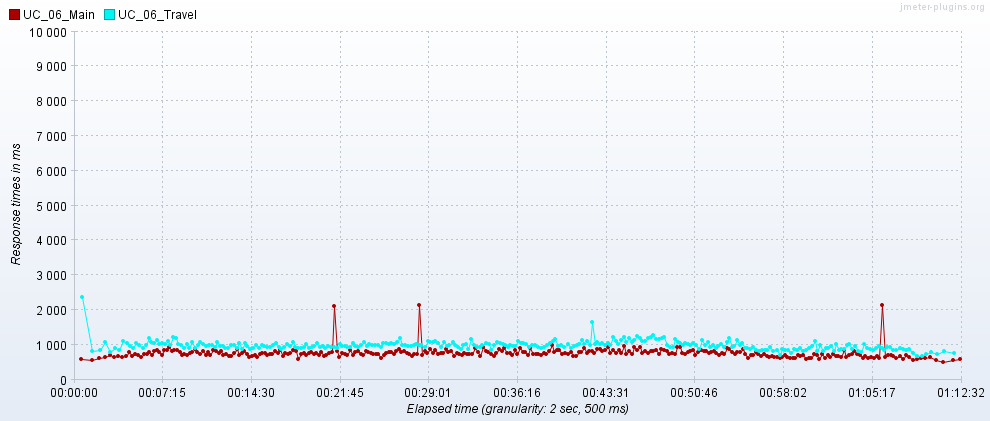 UC_06_Main UC_06_Travel
jmeter-plugins.org
10 000
9 000
8 000
7 000
6 000
5 000
4 000
3 000
2 000
1 000
0
Response times in ms
00:00:00 00:07:15 00:14:30 00:21:45 00:29:01 00:36:16 00:43:31 00:50:46 00:58:02 01:05:17 01:12:32
Elapsed time (granularity: 2 sec, 500 ms)